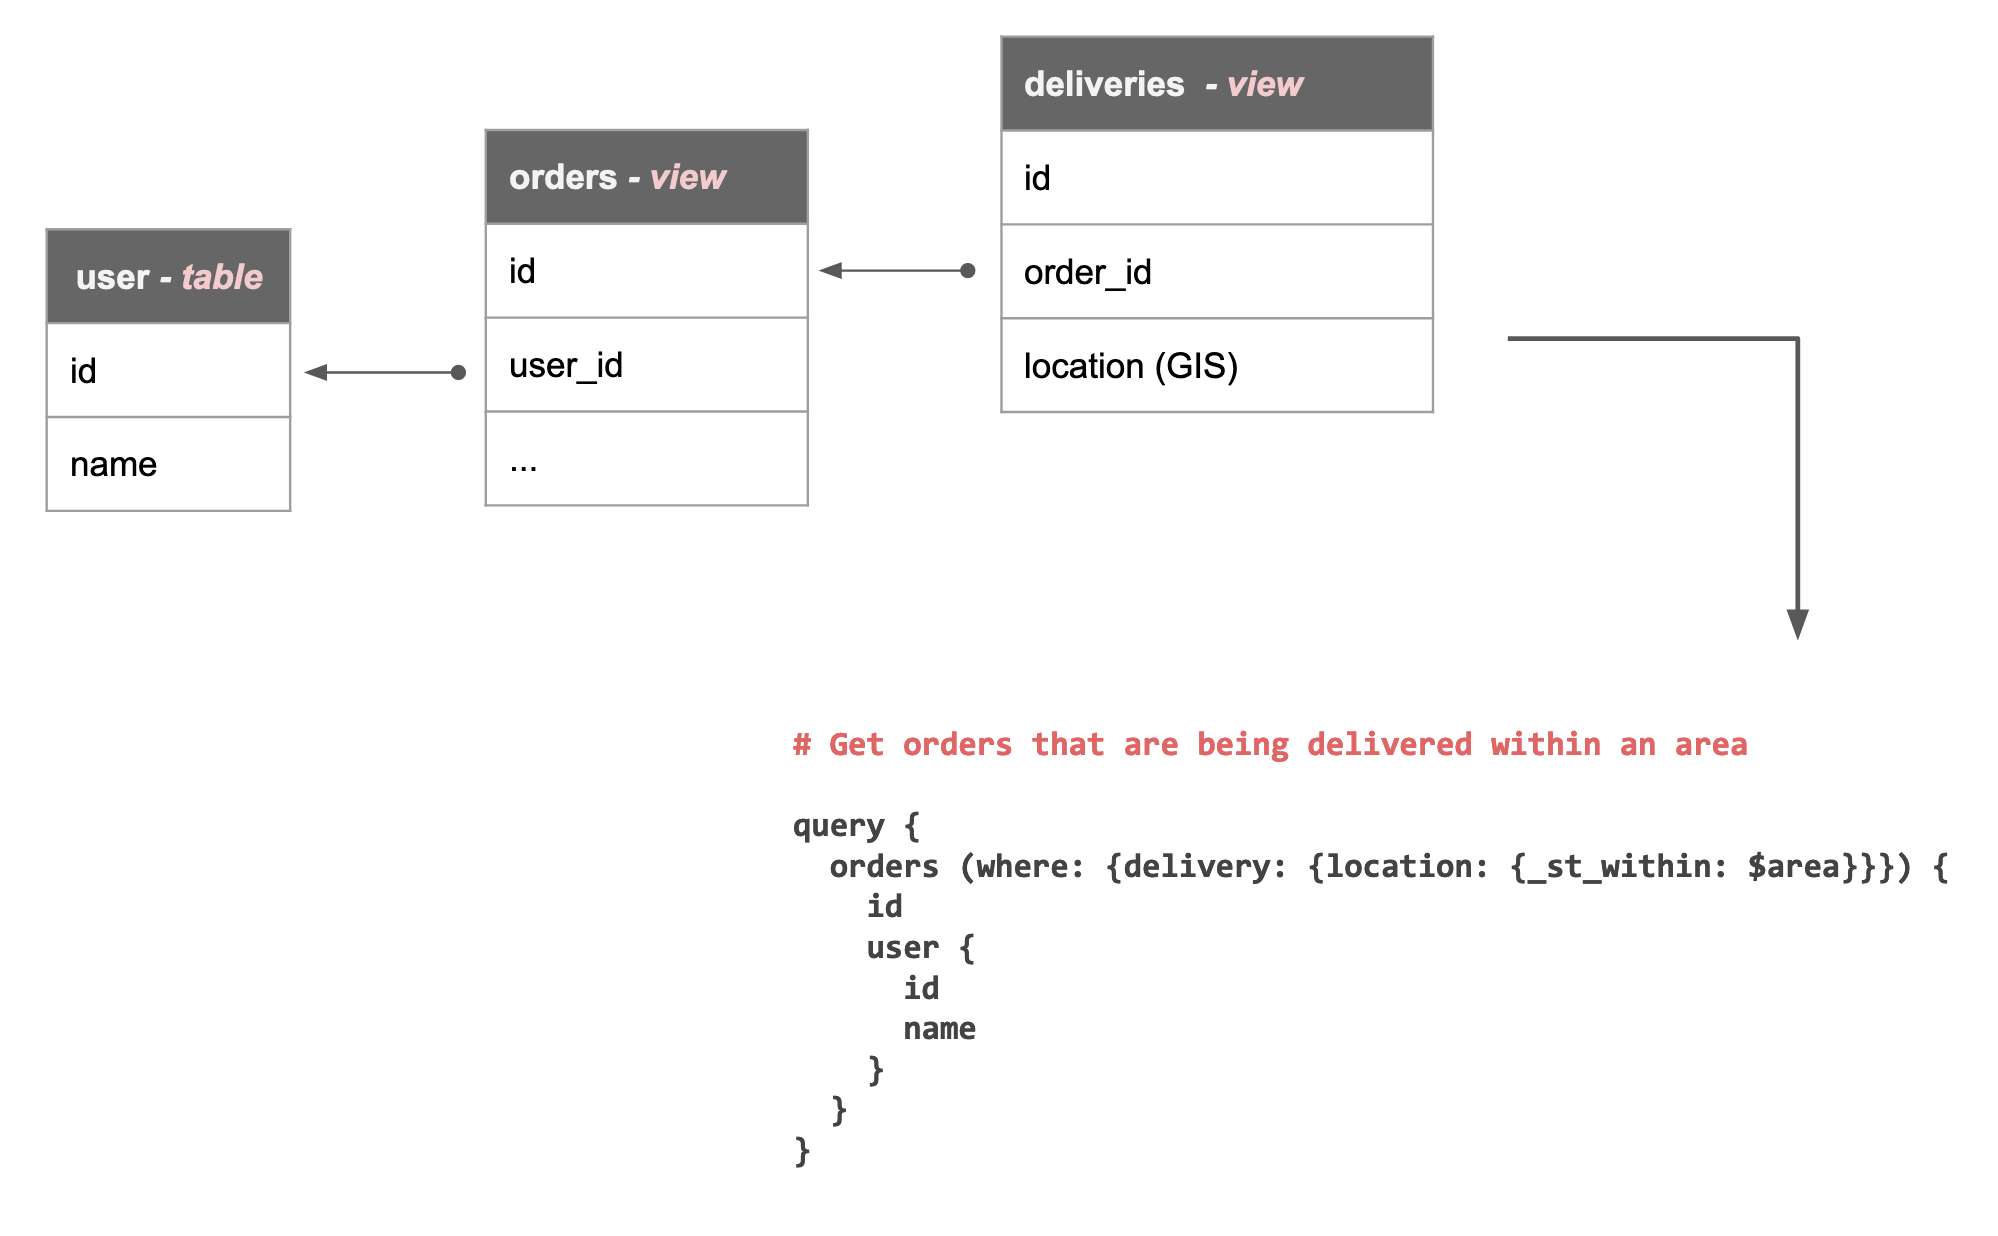 user - table
id
name
orders - view
id
user_id
...
deliveries - view
id
order_id
location (GIS)
# Get orders that are being delivered within an area
query {
  orders (where: {delivery: {location: {_st_within: $area}}}) {
    id
    user {
      id
      name
    }
  }
}